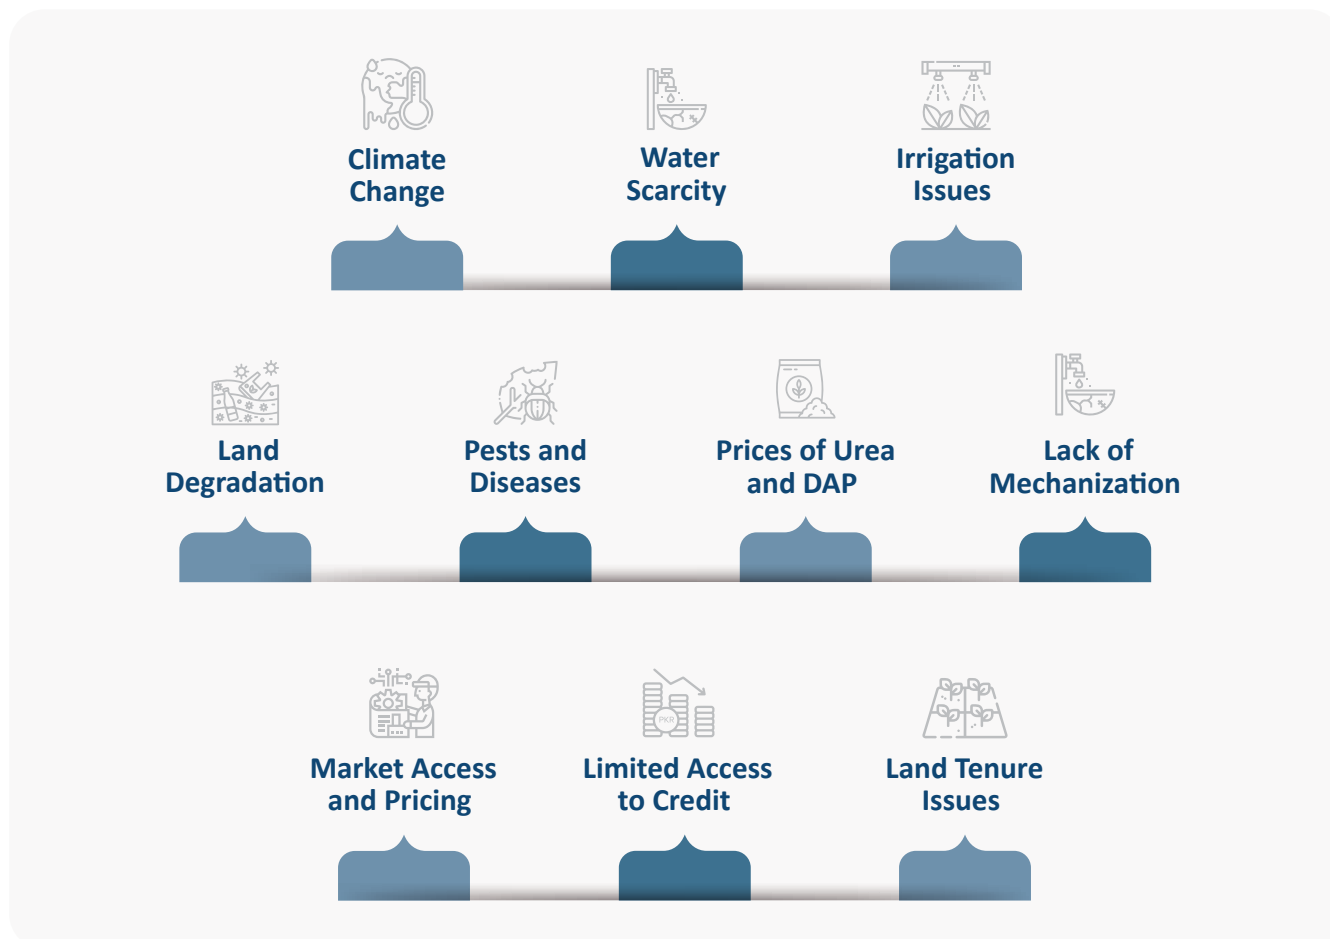 Climate
Change
Water
Scarcity
Irrigation
Issues
Land
Degradation
Pests and
Diseases
Prices of Urea
and DAP
Lack of
Mechanization
PKR
Market Access
and Pricing
Limited Access
to Credit
Land Tenure
Issues